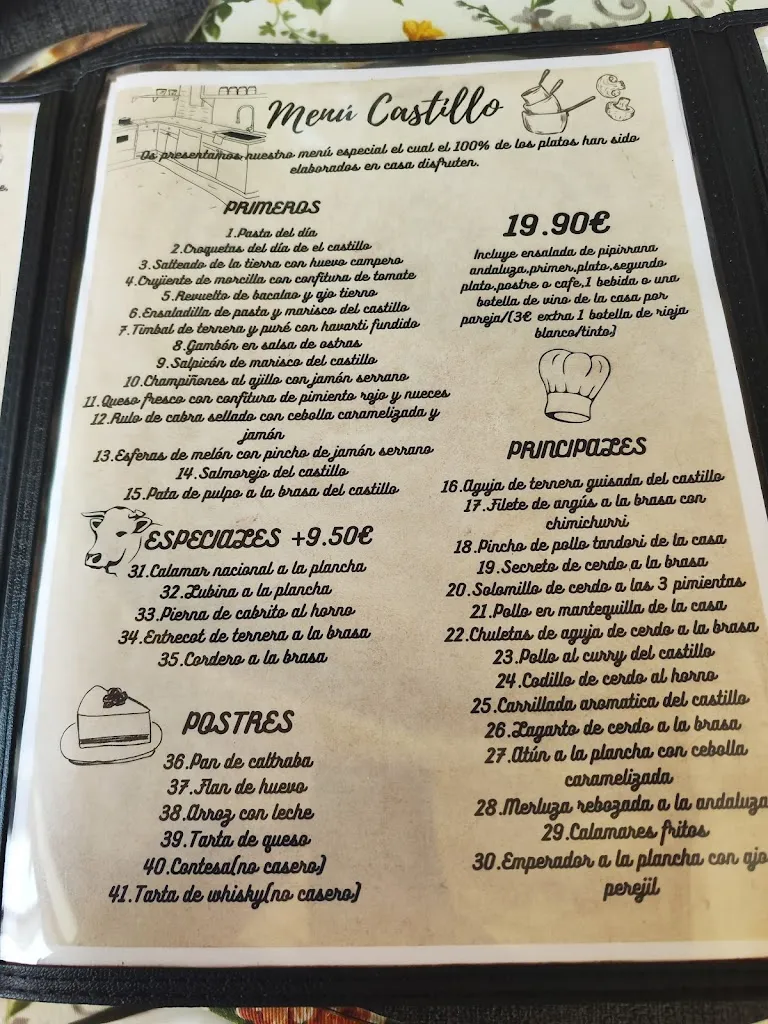 Menú Castillo
Os presentamos nuestro menú especial el cual el 100% de los platos han sido
elaborados en casa disfruten.
PRIMEROS
1.Pasta del día
2.Croquetas del día de el castillo
3.Salteado de la tierra con huevo campero
4.Crujiente de morcilla con confitura de tomate
5.Revuelto de bacalao y ajo tierno
6.Ensaladilla de pasta y marisco del castillo
7.Timbal de ternera y puré con havarti fundido
8.Gambón en salsa de ostras
9.Salpicón de marisco del castillo
10.Champiñones al ajillo con jamón serrano
11.Queso fresco con confitura de pimiento rojo y nueces
12.Rulo de cabra sellado con cebolla caramelizada y
jamón
13.Esferas de melón con pincho de jamón serrano
14.Salmorejo del castillo
15.Pata de pulpo a la brasa del castillo
ESPECIALES +9.50€
31.Calamar nacional a la plancha
32.Lubina a la plancha
33.Pierna de cabrito al horno
34.Entrecot de ternera a la brasa
35.Cordero a la brasa
POSTRES
36.Pan de caltraba
37.Flan de huevo
38.Arroz con leche
39.Tarta de queso
40.Contesa(no casero)
41.Tarta de whisky(no casero)
19.90€
Incluye ensalada de pipirrana
andaluza,primer,plato,segundo
plato,postre o cafe,1 bebida o una
botella de vino de la casa por
pareja/(3€ extra 1 botella de rioja
blanco/tinto)
PRINCIPALES
16.Aguja de ternera guisada del castillo
17.Filete de angús a la brasa con
chimichurri
18.Pincho de pollo tandori de la casa
19.Secreto de cerdo a la brasa
20.Solomillo de cerdo a las 3 pimientas
21.Pollo en mantequilla de la casa
22.Chuletas de aguja de cerdo a la brasa
23.Pollo al curry del castillo
24.Codillo de cerdo al horno
25.Carrillada aromatica del castillo
26.Lagarto de cerdo a la brasa
27.Atún a la plancha con cebolla
caramelizada
28.Merluza rebozada a la andaluza
29.Calamares fritos
30.Emperador a la plancha con ajo
perejil